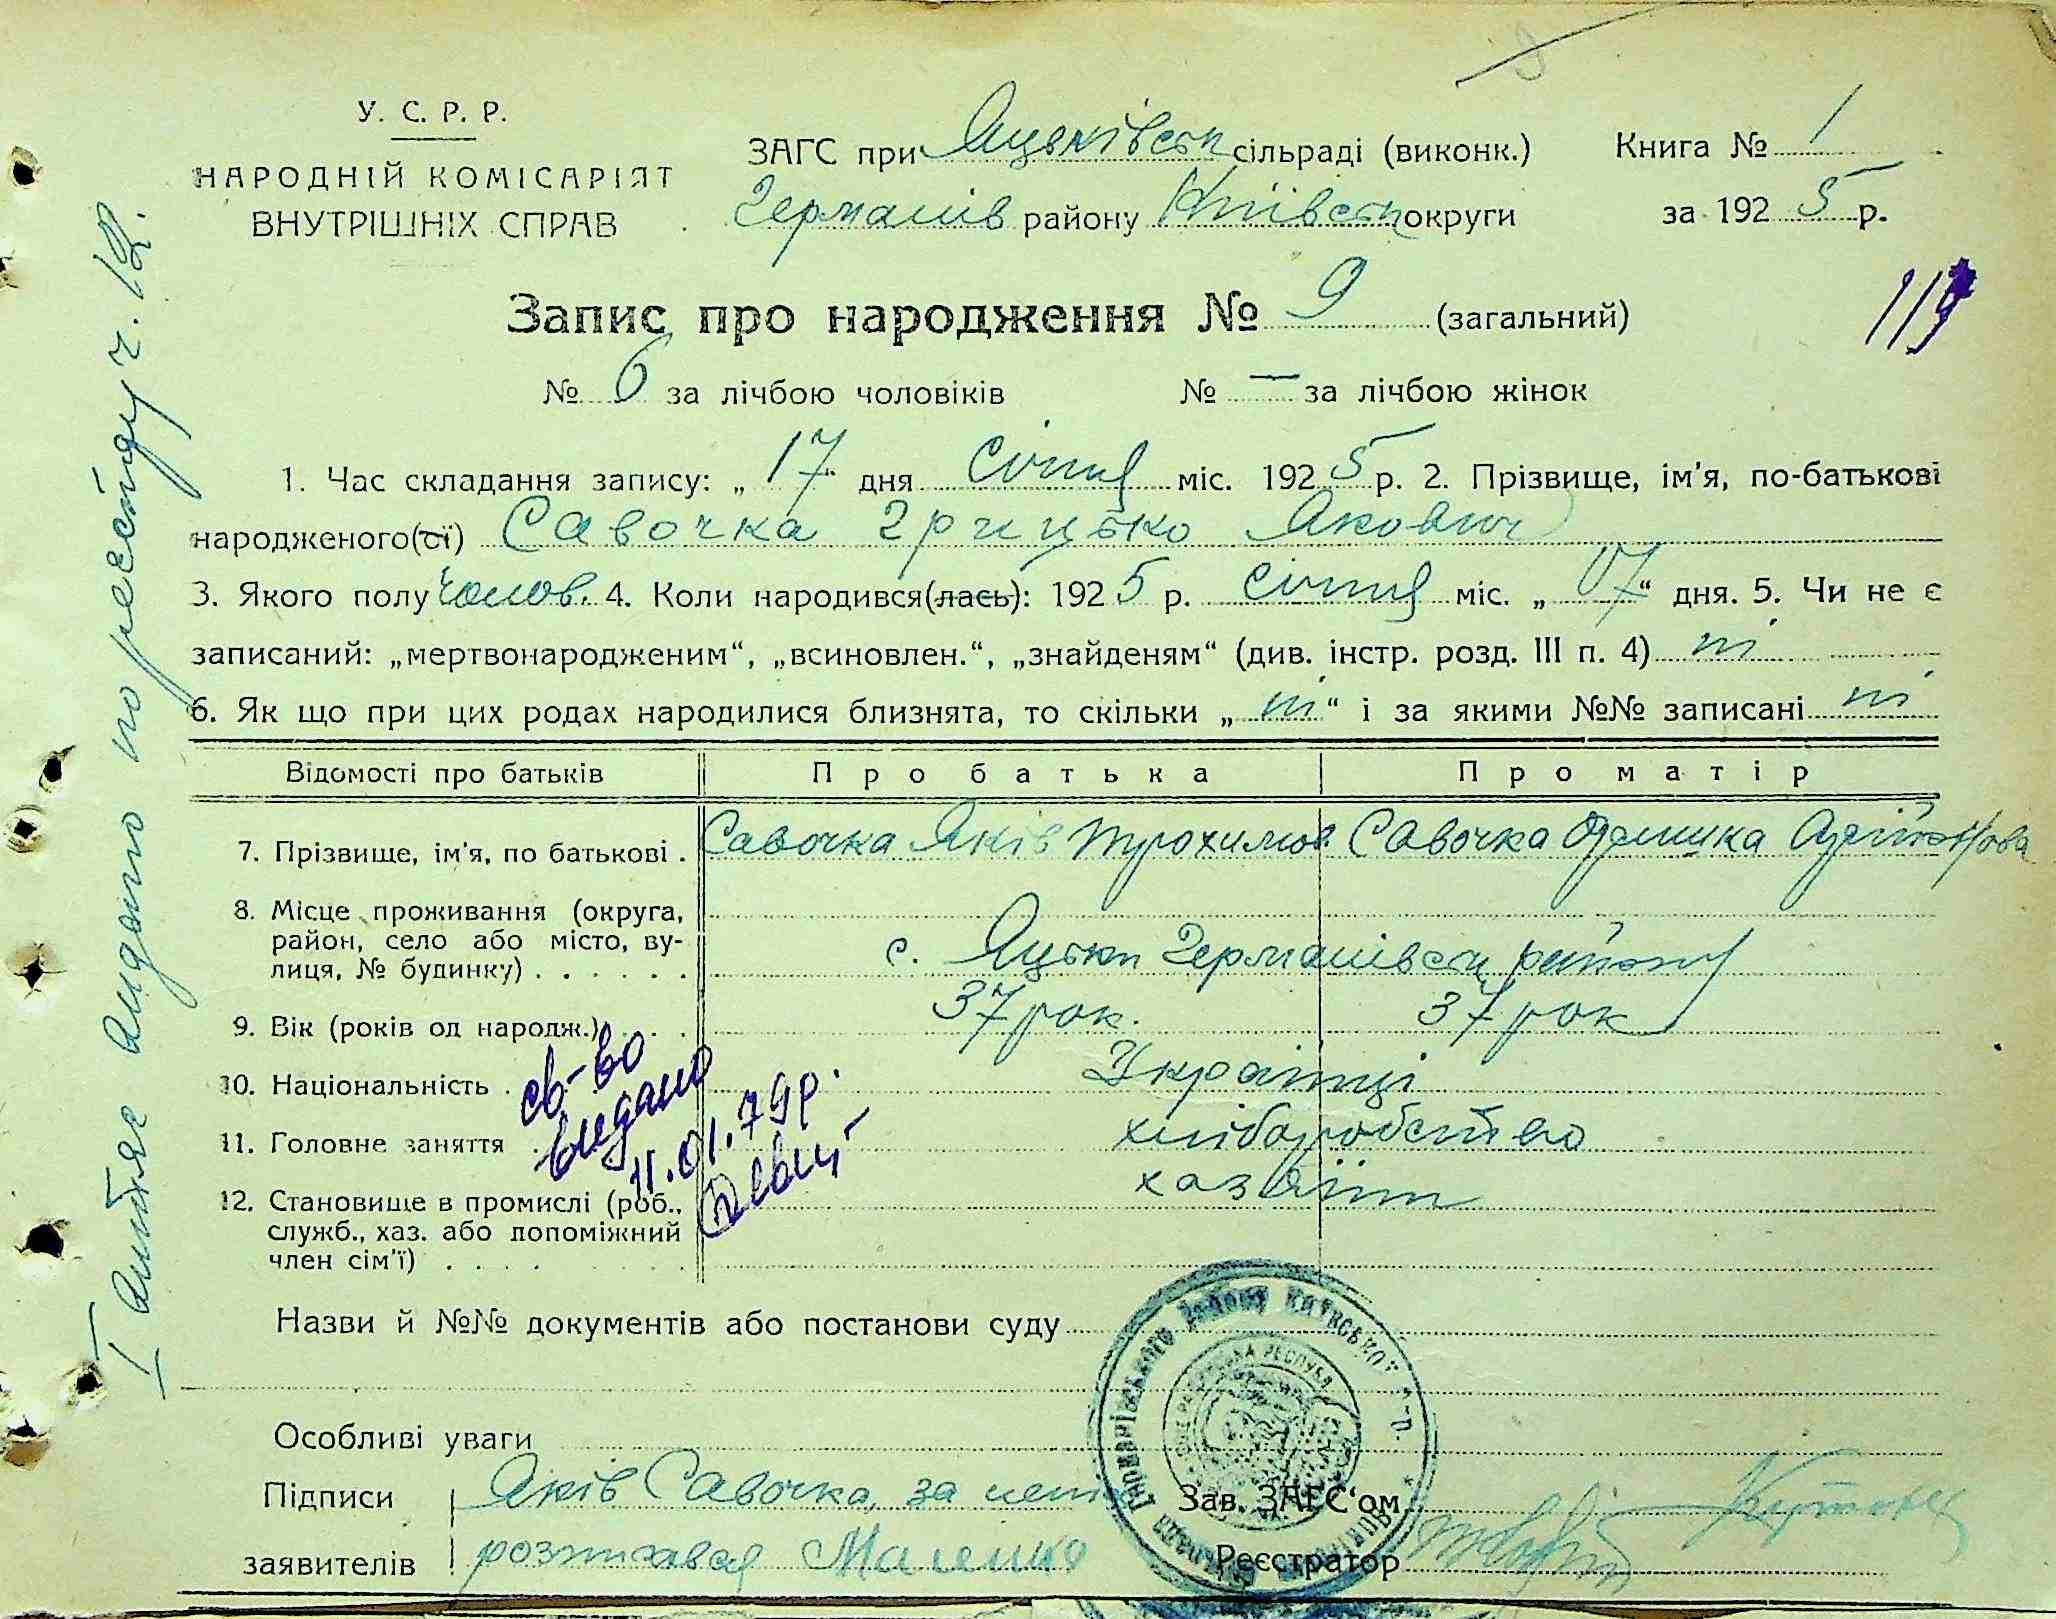 У. С. Р. Р.
НАРОДНІЙ КОМІСАРІЯТ
ВНУТРІШНІХ СПРАВ
ЗАГС при Яцьківськ сільраді (виконк.)
Германів району Київськ округи
Книга № 1
за 1925 р.
119
Запис про народження № 9 (загальний)
№ 6 за лічбою чоловіків № — за лічбою жінок
1. Час складання запису: „17“ дня січня міс. 1925 р. 2. Прізвище, ім'я, по-батькові
народженого(ої) Савочка Грицько Якович
3. Якого полу чолов. 4. Коли народився(лась): 1925 р. січня міс. „07“ дня. 5. Чи не є
записаний: „мертвонародженим“, „всиновлен.“, „знайденям“ (див. інстр. розд. III п. 4) ні
6. Як що при цих родах народилися близнята, то скільки „ні“ і за якими №№ записані ні
Відомості про батьків Про батька Про матір
7. Прізвище, ім'я, по батькові . Савочка Яків Трохимов. Савочка
8. Місце проживання (округа,
район, село або місто, ву-
лиця, № будинку) . . . . . с. Яцьки Германівськ району
9. Вік (років од народж.) . . . 37 рок. 37 рок
10. Національність . Українці
11. Головне заняття . хліборобство
12. Становище в промислі (роб.,
служб., хаз. або допоміжний
член сім'ї) . . . . хазяїн
св-во
видано
11.01.79р.
Назви й №№ документів або постанови суду
Особливі уваги
Підписи Яків Савочка, за
заявителів розписався
Зав. ЗАГС'ом
Реєстратор
видано по реєстру ч. 12.